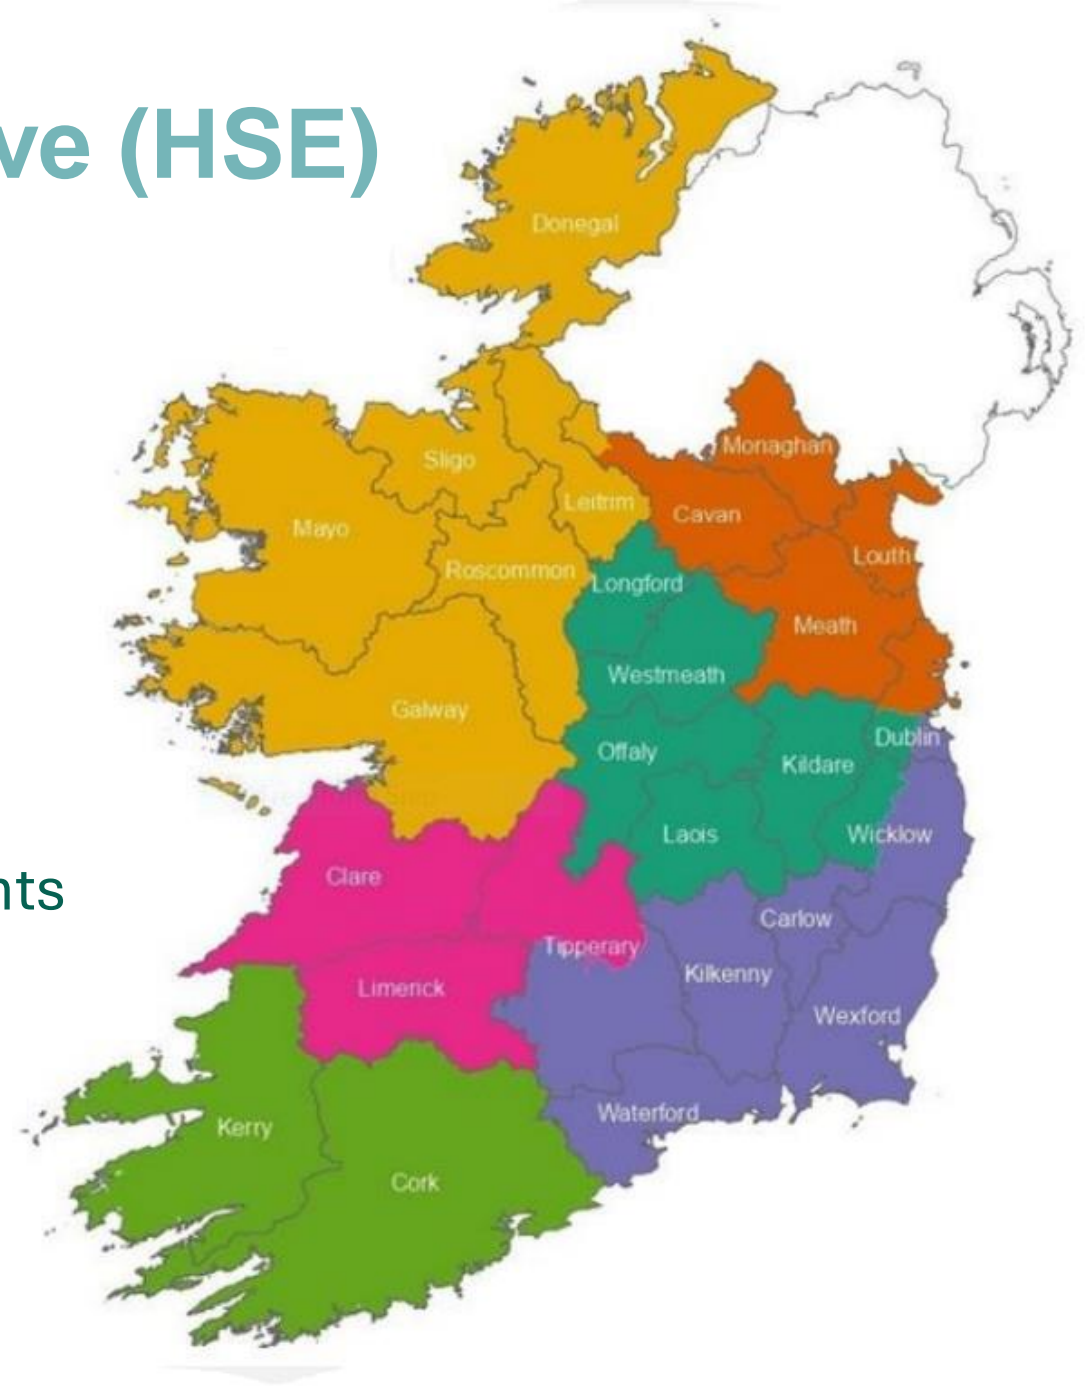 ve (HSE)
Donegal
Monaghan
Sligo
Leitrim
Cavan
Mayo
Louth
Roscommon
Longford
Meath
Westmeath
Galway
Dublin
Offaly
Kildare
Laois
Wicklow
Clare
nts
Carlow
Tipperary
Kilkenny
Limerick
Wexford
Waterford
Kerry
Cork